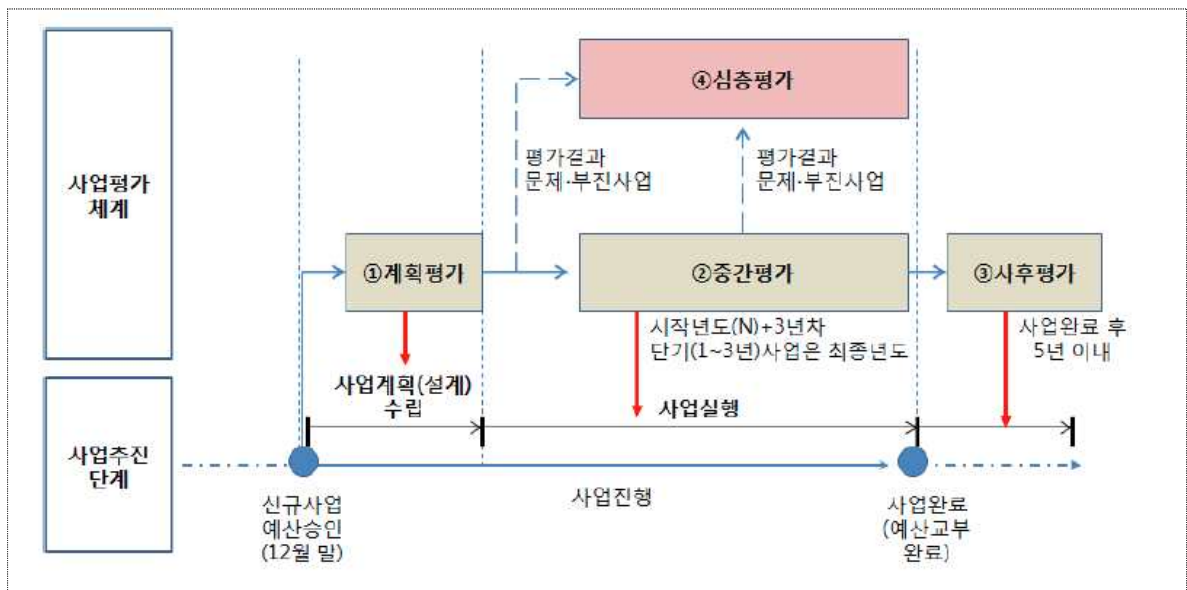 사업평가
체계
④심층평가
평가결과
문제·부진사업
평가결과
문제·부진사업
①계획평가
②중간평가
③사후평가
시작년도(N)+3년차
단기(1~3년)사업은 최종년도
사업완료 후
5년 이내
사업계획(설계)
수립
사업실행
사업추진
단계
신규사업
예산승인
(12월 말)
사업진행
사업완료
(예산교부
완료)